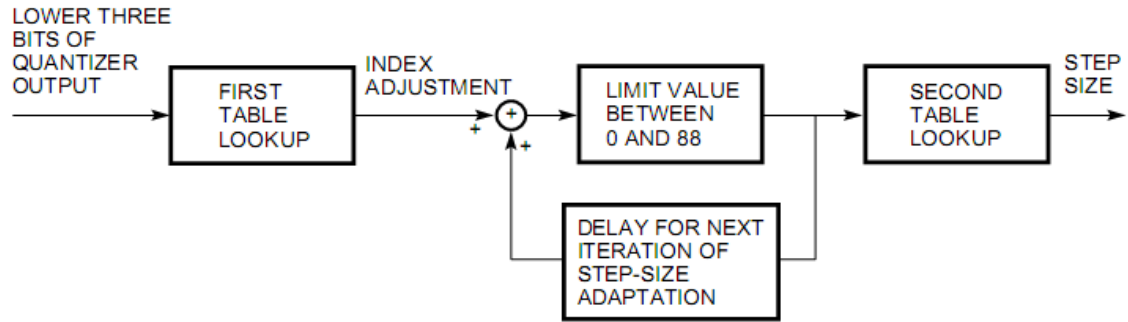 LOWER THREE
BITS OF
QUANTIZER
OUTPUT
FIRST
TABLE
LOOKUP
INDEX
ADJUSTMENT
+
+
+
LIMIT VALUE
BETWEEN
0 AND 88
DELAY FOR NEXT
ITERATION OF
STEP-SIZE
ADAPTATION
SECOND
TABLE
LOOKUP
STEP
SIZE